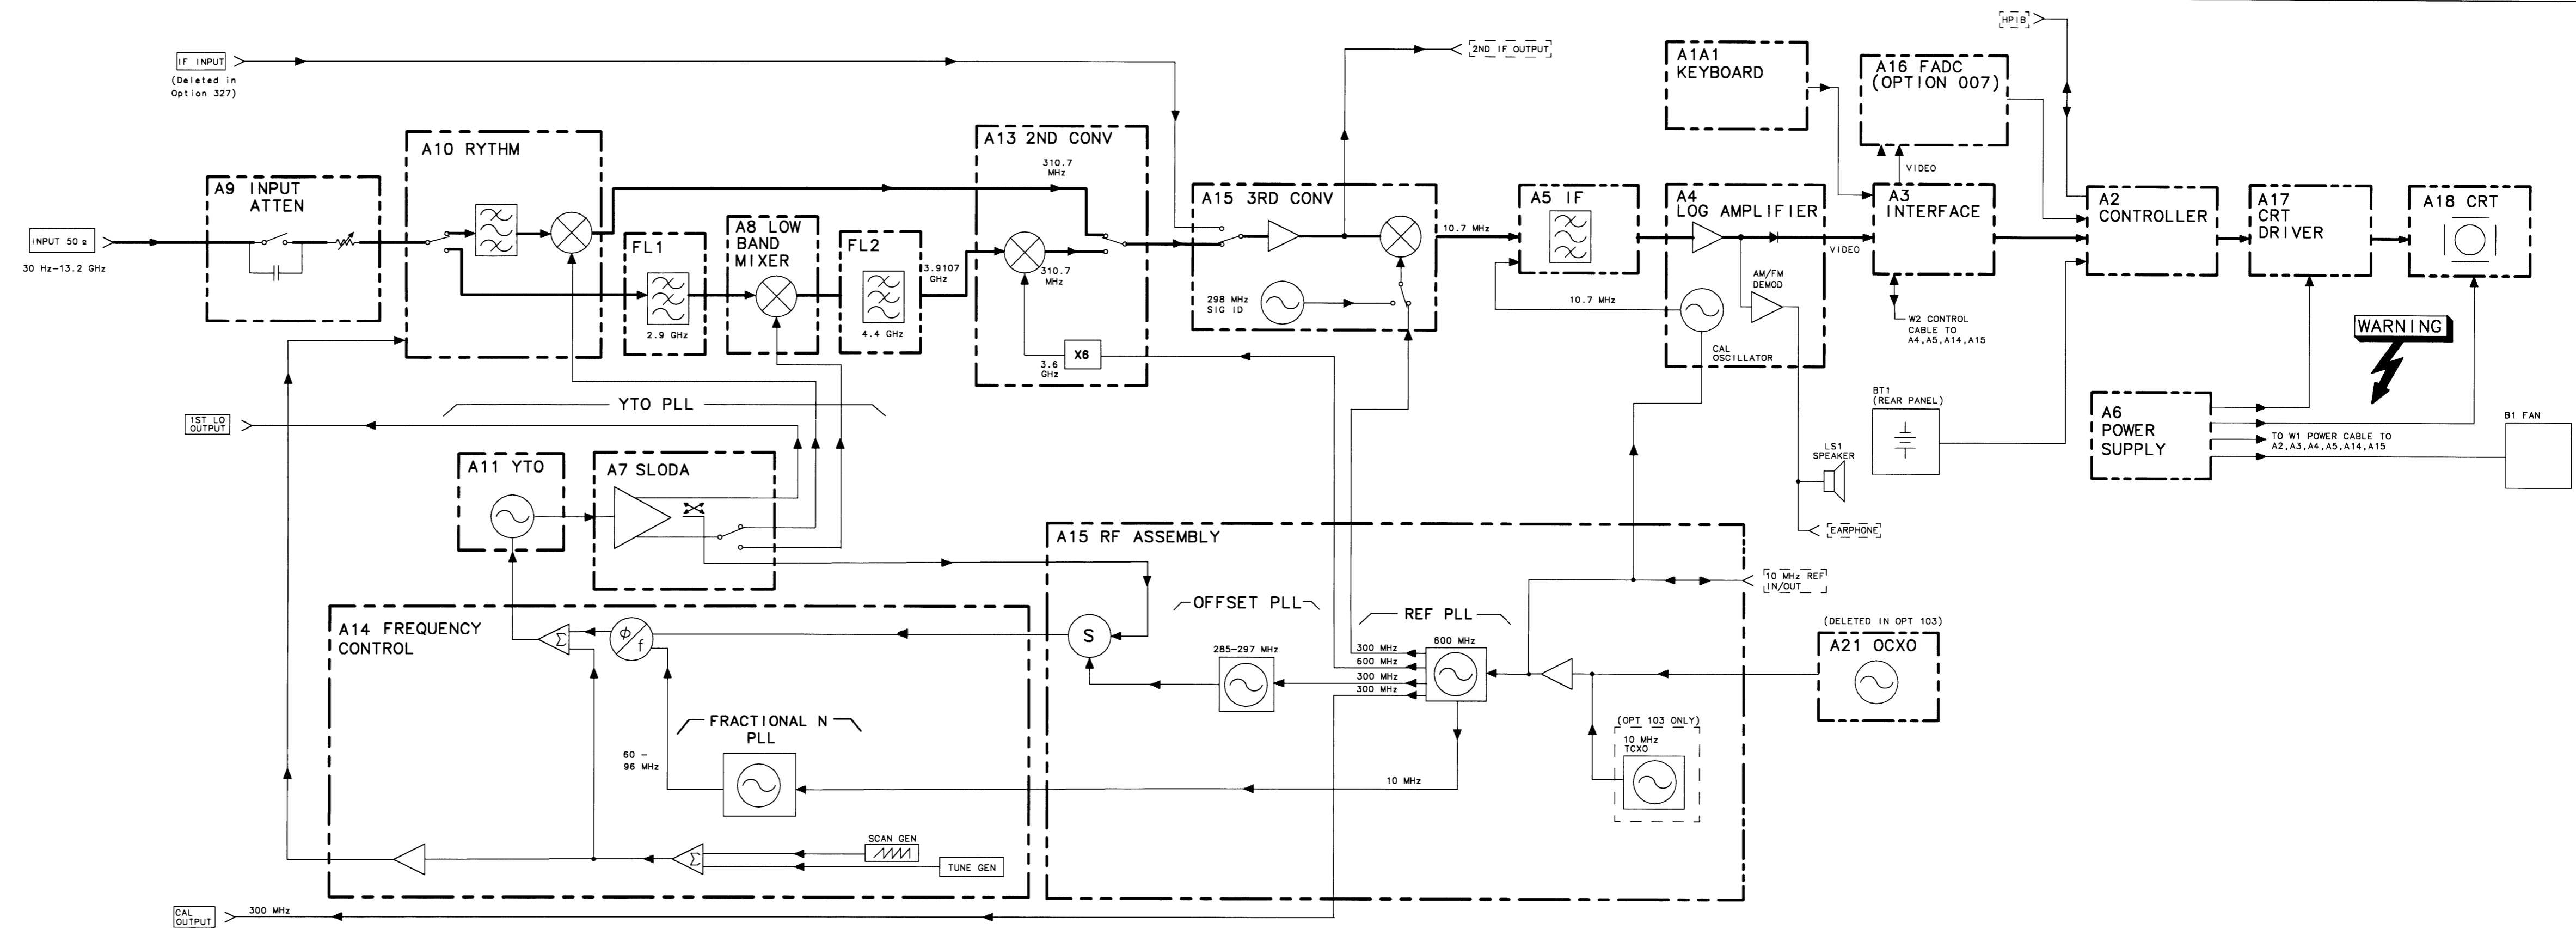 HPIB
IF INPUT
(Deleted in
Option 327)
2ND IF OUTPUT
A1A1
KEYBOARD
A16 FADC
(OPTION 007)
VIDEO
INPUT 50 Ω
30 Hz-13.2 GHz
A9 INPUT
ATTEN
A10 RYTHM
FL1
2.9 GHz
A8 LOW
BAND
MIXER
FL2
4.4 GHz
3.9107
GHz
A13 2ND CONV
310.7
MHz
310.7
MHz
X6
3.6
GHz
A15 3RD CONV
298 MHz
SIG ID
10.7 MHz
A5 IF
10.7 MHz
A4
LOG AMPLIFIER
AM/FM
DEMOD
CAL
OSCILLATOR
VIDEO
A3
INTERFACE
W2 CONTROL
CABLE TO
A4,A5,A14,A15
A2
CONTROLLER
A17
CRT
DRIVER
A18 CRT
WARNING
BT1
(REAR PANEL)
A6
POWER
SUPPLY
TO W1 POWER CABLE TO
A2,A3,A4,A5,A14,A15
B1 FAN
LS1
SPEAKER
EARPHONE
YTO PLL
1ST LO
OUTPUT
A11 YTO
A7 SLODA
A15 RF ASSEMBLY
10 MHz REF
IN/OUT
OFFSET PLL
REF PLL
S
285-297 MHz
300 MHz
600 MHz
300 MHz
300 MHz
600 MHz
(DELETED IN OPT 103)
A21 OCXO
(OPT 103 ONLY)
10 MHz
TCXO
10 MHz
A14 FREQUENCY
CONTROL
Σ
ϕ/f
FRACTIONAL N
PLL
60 -
96 MHz
SCAN GEN
Σ
TUNE GEN
CAL
OUTPUT
300 MHz